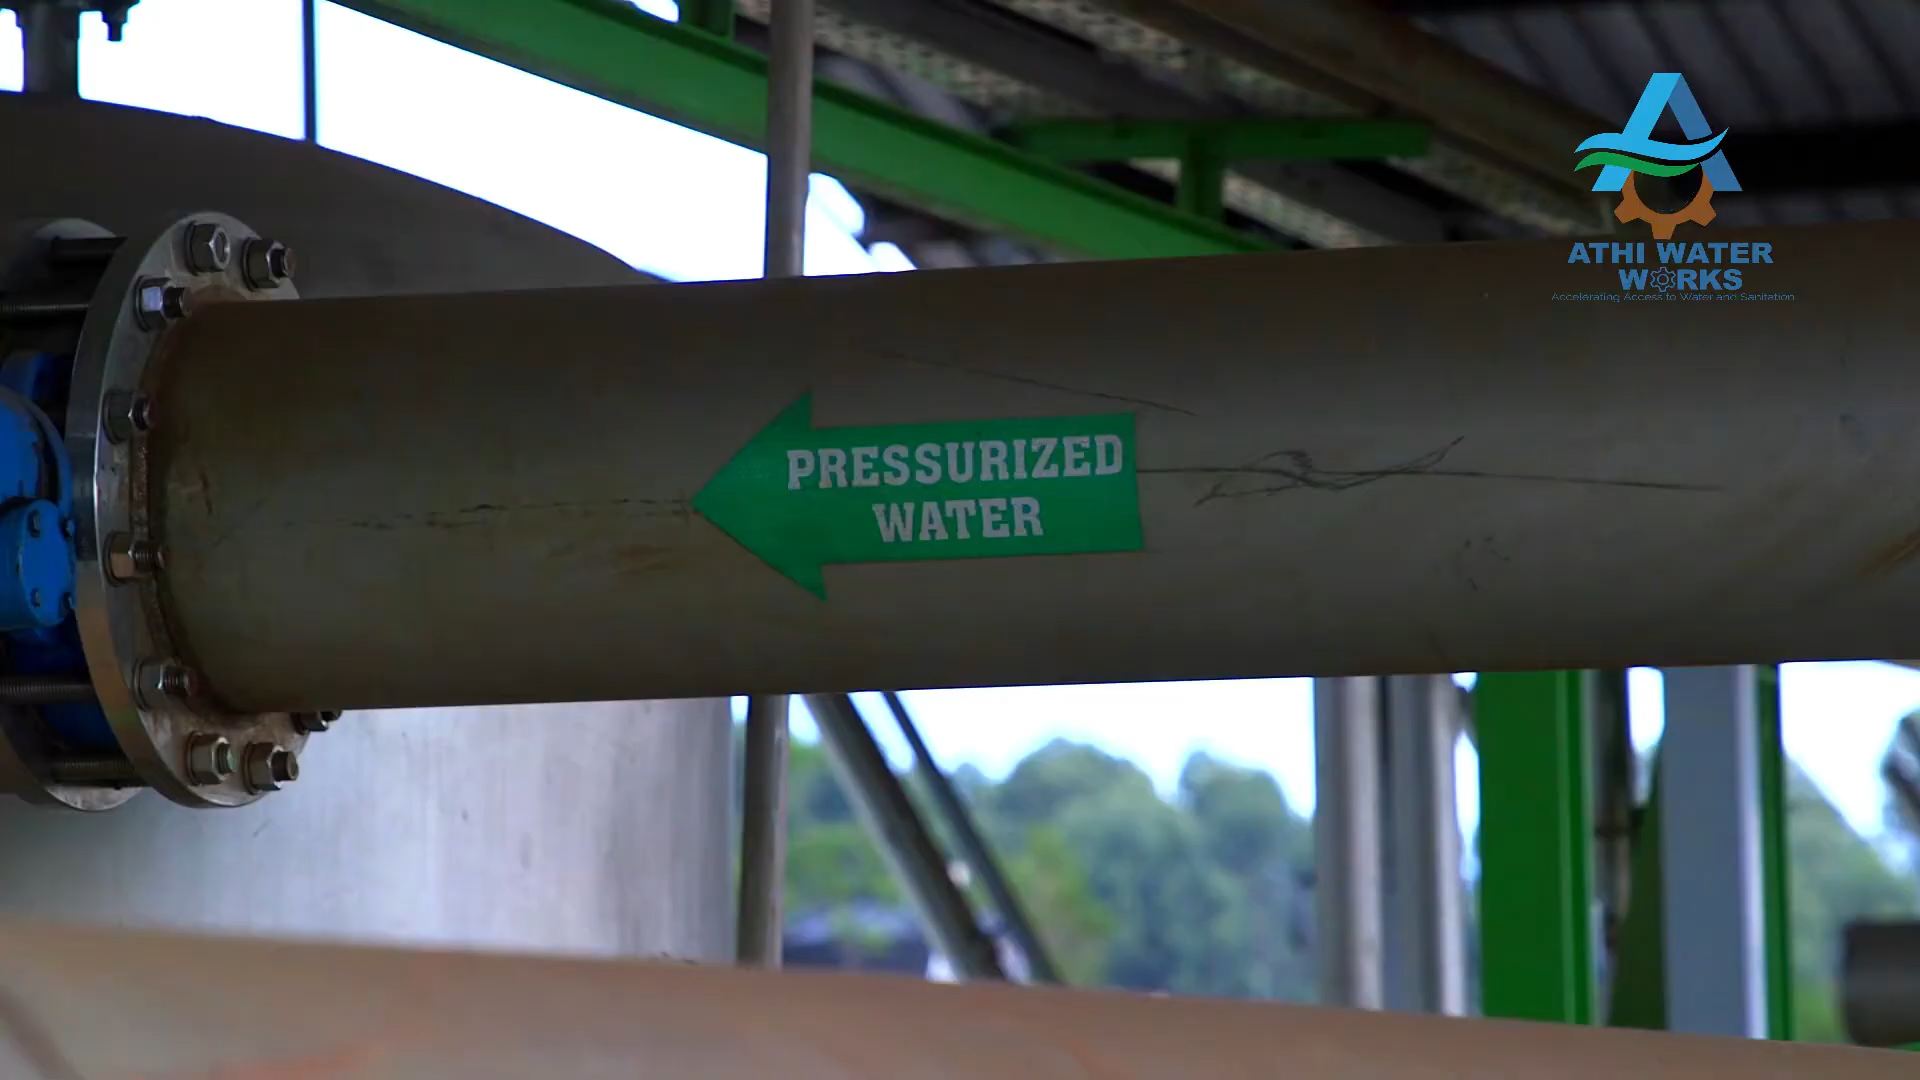 ATHI WATER
WORKS
Accelerating Access to Water and Sanitation
PRESSURIZED
WATER